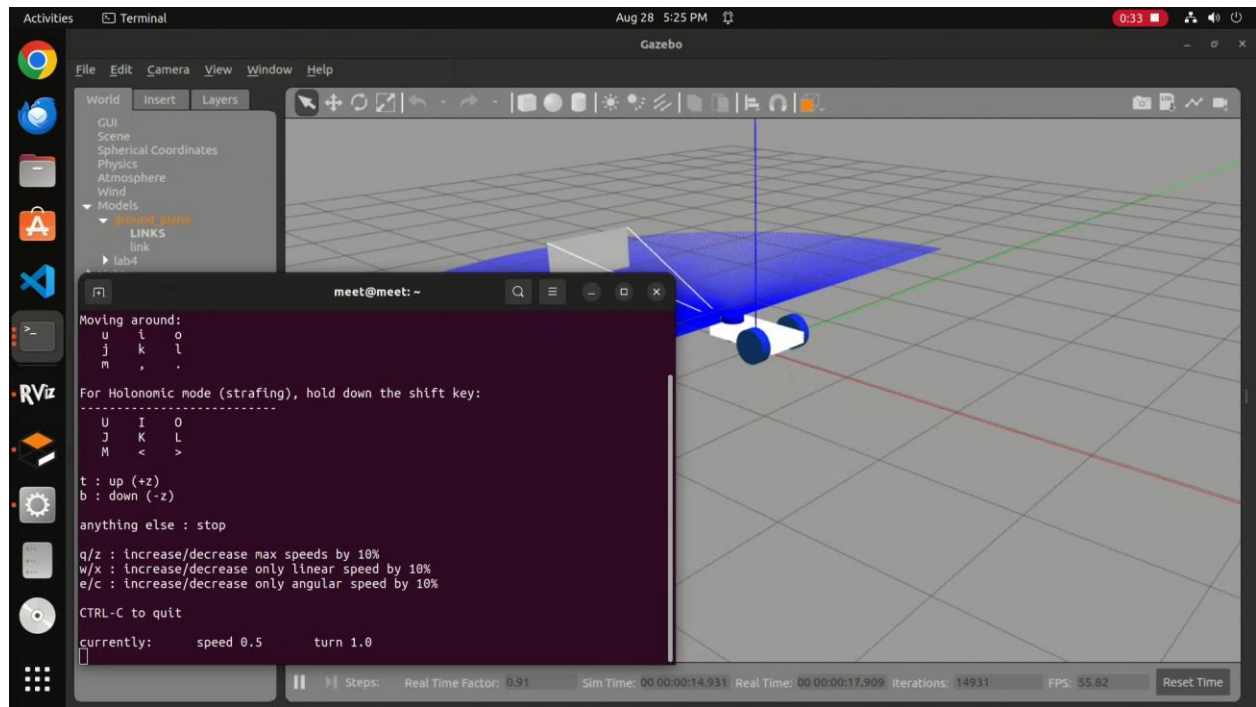 Activities Terminal Aug 28 5:25 PM 0:33
Gazebo
File Edit Camera View Window Help
World Insert Layers
GUI
Scene
Spherical Coordinates
Physics
Atmosphere
Wind
Models
ground_plane
LINKS
link
lab4
meet@meet: ~
Moving around:
u i o
j k l
m , .
For Holonomic mode (strafing), hold down the shift key:
---------------------------
U I O
J K L
M < >
t : up (+z)
b : down (-z)
anything else : stop
q/z : increase/decrease max speeds by 10%
w/x : increase/decrease only linear speed by 10%
e/c : increase/decrease only angular speed by 10%
CTRL-C to quit
currently: speed 0.5 turn 1.0
RViz
Steps: Real Time Factor: 0.91 Sim Time: 00 00:00:14.931 Real Time: 00 00:00:17.909 Iterations: 14931 FPS: 55.82 Reset Time